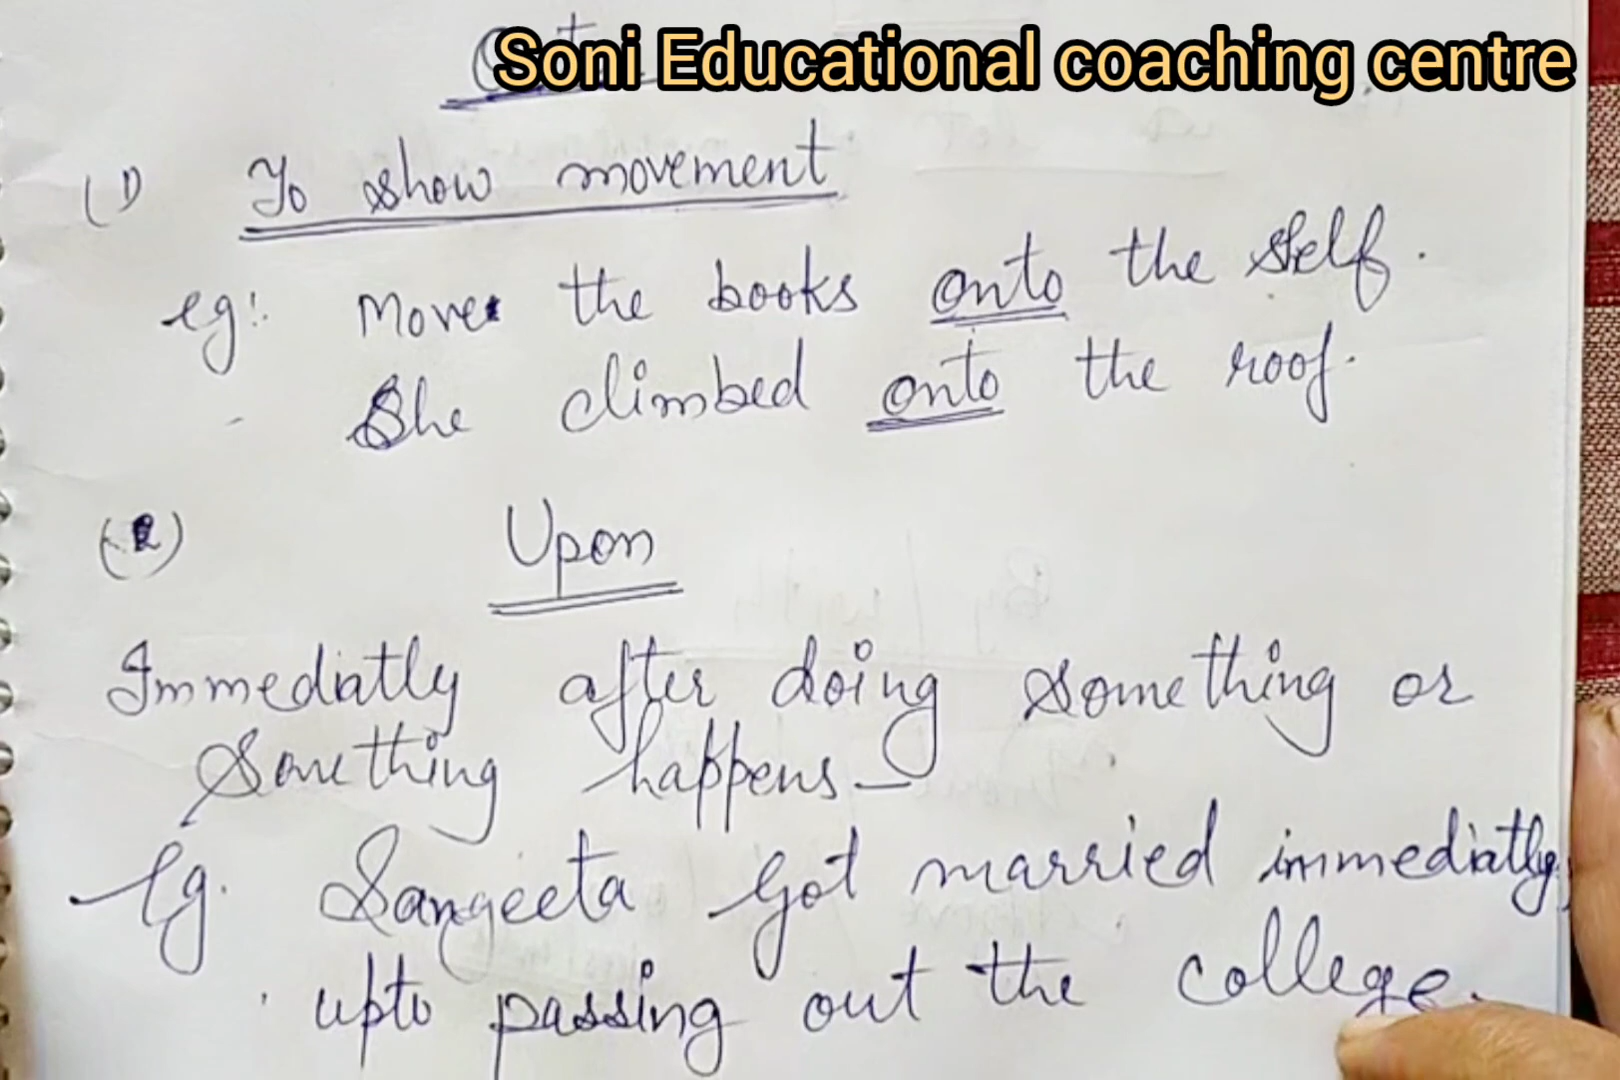 Soni Educational coaching centre
(1) To show movement
eg:. Move the books onto the Self.
She climbed onto the roof.
(2) Upon
Immediatly after doing something or
Something happens-
Eg. Sangeeta got married immediatly
upto passing out the college.